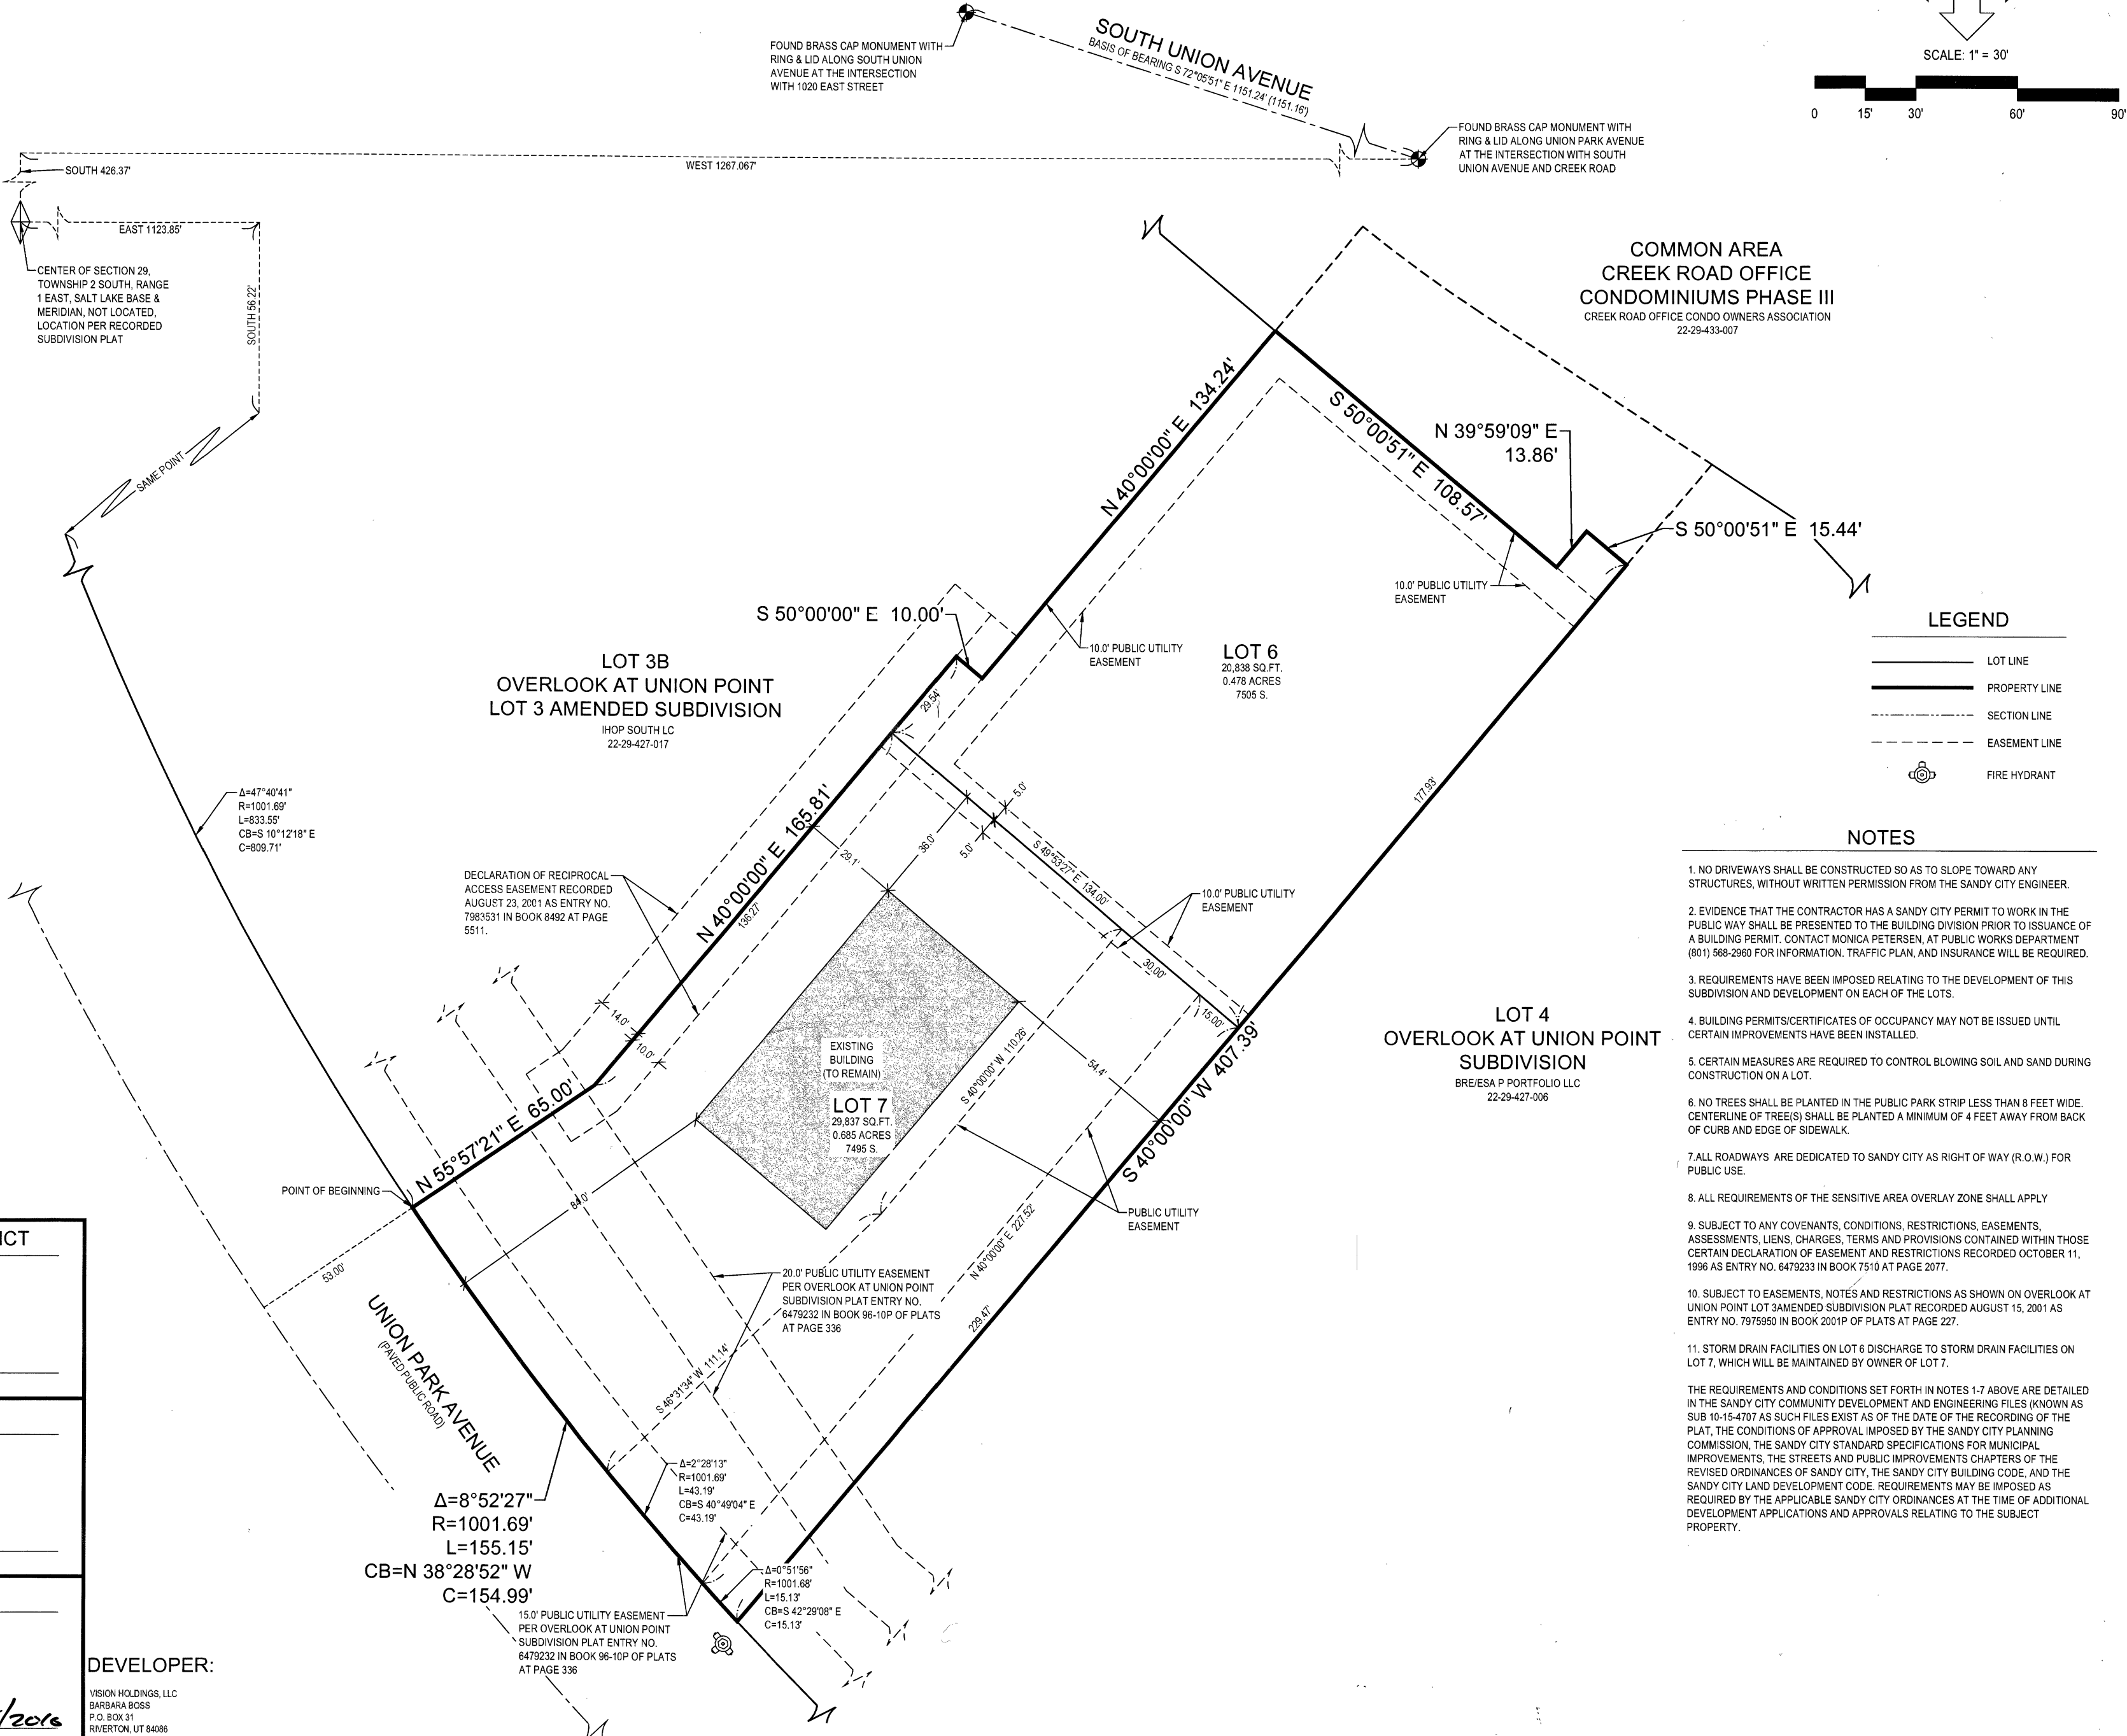 FOUND BRASS CAP MONUMENT WITH
RING & LID ALONG SOUTH UNION
AVENUE AT THE INTERSECTION
WITH 1020 EAST STREET
SOUTH UNION AVENUE
BASIS OF BEARING S 72°05'51" E 1151.24' (1151.16')
SCALE: 1" = 30'
0 15' 30' 60' 90'
FOUND BRASS CAP MONUMENT WITH
RING & LID ALONG UNION PARK AVENUE
AT THE INTERSECTION WITH SOUTH
UNION AVENUE AND CREEK ROAD
SOUTH 426.37'
WEST 1267.067'
EAST 1123.85'
CENTER OF SECTION 29,
TOWNSHIP 2 SOUTH, RANGE
1 EAST, SALT LAKE BASE &
MERIDIAN, NOT LOCATED,
LOCATION PER RECORDED
SUBDIVISION PLAT
SOUTH 56.22'
SAME POINT
COMMON AREA
CREEK ROAD OFFICE
CONDOMINIUMS PHASE III
CREEK ROAD OFFICE CONDO OWNERS ASSOCIATION
22-29-433-007
N 40°00'00" E 134.24'
S 50°00'51" E 108.57'
N 39°59'09" E
13.86'
S 50°00'51" E 15.44'
10.0' PUBLIC UTILITY
EASEMENT
S 50°00'00" E 10.00'
10.0' PUBLIC UTILITY
EASEMENT
LOT 6
20,838 SQ.FT.
0.478 ACRES
7505 S.
LOT 3B
OVERLOOK AT UNION POINT
LOT 3 AMENDED SUBDIVISION
IHOP SOUTH LC
22-29-427-017
29.54'
LEGEND
LOT LINE
PROPERTY LINE
SECTION LINE
EASEMENT LINE
FIRE HYDRANT
Δ=47°40'41"
R=1001.69'
L=833.55'
CB=S 10°12'18" E
C=809.71'
N 40°00'00" E 165.81'
136.27'
29.1'
36.0'
5.0'
5.0'
S 49°53'27" E 134.00'
177.93'
DECLARATION OF RECIPROCAL
ACCESS EASEMENT RECORDED
AUGUST 23, 2001 AS ENTRY NO.
7983531 IN BOOK 8492 AT PAGE
5511.
10.0' PUBLIC UTILITY
EASEMENT
30.00'
15.00'
14.0'
10.0'
EXISTING
BUILDING
(TO REMAIN)
LOT 7
29,837 SQ.FT.
0.685 ACRES
7495 S.
S 40°00'00" W 110.26'
54.4'
S 40°00'00" W 407.39'
LOT 4
OVERLOOK AT UNION POINT
SUBDIVISION
BRE/ESA P PORTFOLIO LLC
22-29-427-006
N 55°57'21" E 65.00'
POINT OF BEGINNING
84.0'
53.00'
PUBLIC UTILITY
EASEMENT
N 40°00'00" E 227.52'
229.47'
20.0' PUBLIC UTILITY EASEMENT
PER OVERLOOK AT UNION POINT
SUBDIVISION PLAT ENTRY NO.
6479232 IN BOOK 96-10P OF PLATS
AT PAGE 336
S 46°31'34" W 111.14'
UNION PARK AVENUE
(PAVED PUBLIC ROAD)
Δ=8°52'27"
R=1001.69'
L=155.15'
CB=N 38°28'52" W
C=154.99'
Δ=2°28'13"
R=1001.69'
L=43.19'
CB=S 40°49'04" E
C=43.19'
Δ=0°51'56"
R=1001.68'
L=15.13'
CB=S 42°29'08" E
C=15.13'
15.0' PUBLIC UTILITY EASEMENT
PER OVERLOOK AT UNION POINT
SUBDIVISION PLAT ENTRY NO.
6479232 IN BOOK 96-10P OF PLATS
AT PAGE 336
NOTES
1. NO DRIVEWAYS SHALL BE CONSTRUCTED SO AS TO SLOPE TOWARD ANY
STRUCTURES, WITHOUT WRITTEN PERMISSION FROM THE SANDY CITY ENGINEER.
2. EVIDENCE THAT THE CONTRACTOR HAS A SANDY CITY PERMIT TO WORK IN THE
PUBLIC WAY SHALL BE PRESENTED TO THE BUILDING DIVISION PRIOR TO ISSUANCE OF
A BUILDING PERMIT. CONTACT MONICA PETERSEN, AT PUBLIC WORKS DEPARTMENT
(801) 568-2960 FOR INFORMATION. TRAFFIC PLAN, AND INSURANCE WILL BE REQUIRED.
3. REQUIREMENTS HAVE BEEN IMPOSED RELATING TO THE DEVELOPMENT OF THIS
SUBDIVISION AND DEVELOPMENT ON EACH OF THE LOTS.
4. BUILDING PERMITS/CERTIFICATES OF OCCUPANCY MAY NOT BE ISSUED UNTIL
CERTAIN IMPROVEMENTS HAVE BEEN INSTALLED.
5. CERTAIN MEASURES ARE REQUIRED TO CONTROL BLOWING SOIL AND SAND DURING
CONSTRUCTION ON A LOT.
6. NO TREES SHALL BE PLANTED IN THE PUBLIC PARK STRIP LESS THAN 8 FEET WIDE.
CENTERLINE OF TREE(S) SHALL BE PLANTED A MINIMUM OF 4 FEET AWAY FROM BACK
OF CURB AND EDGE OF SIDEWALK.
7.ALL ROADWAYS ARE DEDICATED TO SANDY CITY AS RIGHT OF WAY (R.O.W.) FOR
PUBLIC USE.
8. ALL REQUIREMENTS OF THE SENSITIVE AREA OVERLAY ZONE SHALL APPLY
9. SUBJECT TO ANY COVENANTS, CONDITIONS, RESTRICTIONS, EASEMENTS,
ASSESSMENTS, LIENS, CHARGES, TERMS AND PROVISIONS CONTAINED WITHIN THOSE
CERTAIN DECLARATION OF EASEMENT AND RESTRICTIONS RECORDED OCTOBER 11,
1996 AS ENTRY NO. 6479233 IN BOOK 7510 AT PAGE 2077.
10. SUBJECT TO EASEMENTS, NOTES AND RESTRICTIONS AS SHOWN ON OVERLOOK AT
UNION POINT LOT 3AMENDED SUBDIVISION PLAT RECORDED AUGUST 15, 2001 AS
ENTRY NO. 7975950 IN BOOK 2001P OF PLATS AT PAGE 227.
11. STORM DRAIN FACILITIES ON LOT 6 DISCHARGE TO STORM DRAIN FACILITIES ON
LOT 7, WHICH WILL BE MAINTAINED BY OWNER OF LOT 7.
THE REQUIREMENTS AND CONDITIONS SET FORTH IN NOTES 1-7 ABOVE ARE DETAILED
IN THE SANDY CITY COMMUNITY DEVELOPMENT AND ENGINEERING FILES (KNOWN AS
SUB 10-15-4707 AS SUCH FILES EXIST AS OF THE DATE OF THE RECORDING OF THE
PLAT, THE CONDITIONS OF APPROVAL IMPOSED BY THE SANDY CITY PLANNING
COMMISSION, THE SANDY CITY STANDARD SPECIFICATIONS FOR MUNICIPAL
IMPROVEMENTS, THE STREETS AND PUBLIC IMPROVEMENTS CHAPTERS OF THE
REVISED ORDINANCES OF SANDY CITY, THE SANDY CITY BUILDING CODE, AND THE
SANDY CITY LAND DEVELOPMENT CODE. REQUIREMENTS MAY BE IMPOSED AS
REQUIRED BY THE APPLICABLE SANDY CITY ORDINANCES AT THE TIME OF ADDITIONAL
DEVELOPMENT APPLICATIONS AND APPROVALS RELATING TO THE SUBJECT
PROPERTY.
ICT
DEVELOPER:
VISION HOLDINGS, LLC
BARBARA BOSS
P.O. BOX 31
RIVERTON, UT 84086
/2016